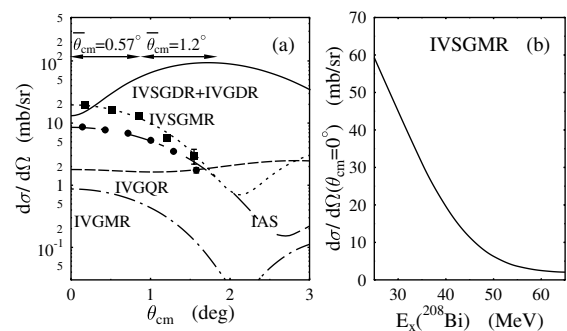 θ̅cm=0.57° θ̅cm=1.2° (a)
dσ/dΩ (mb/sr)
5
2
10²
5
2
10
5
2
1
5
2
10⁻¹
5
IVSGDR+IVGDR
IVSGMR
IVGQR
IVGMR
IAS
0 1 2 3
θcm (deg)
IVSGMR (b)
dσ/dΩ(θcm=0°) (mb/sr)
70
60
50
40
30
20
10
0
30 40 50 60
Ex(²⁰⁸Bi) (MeV)